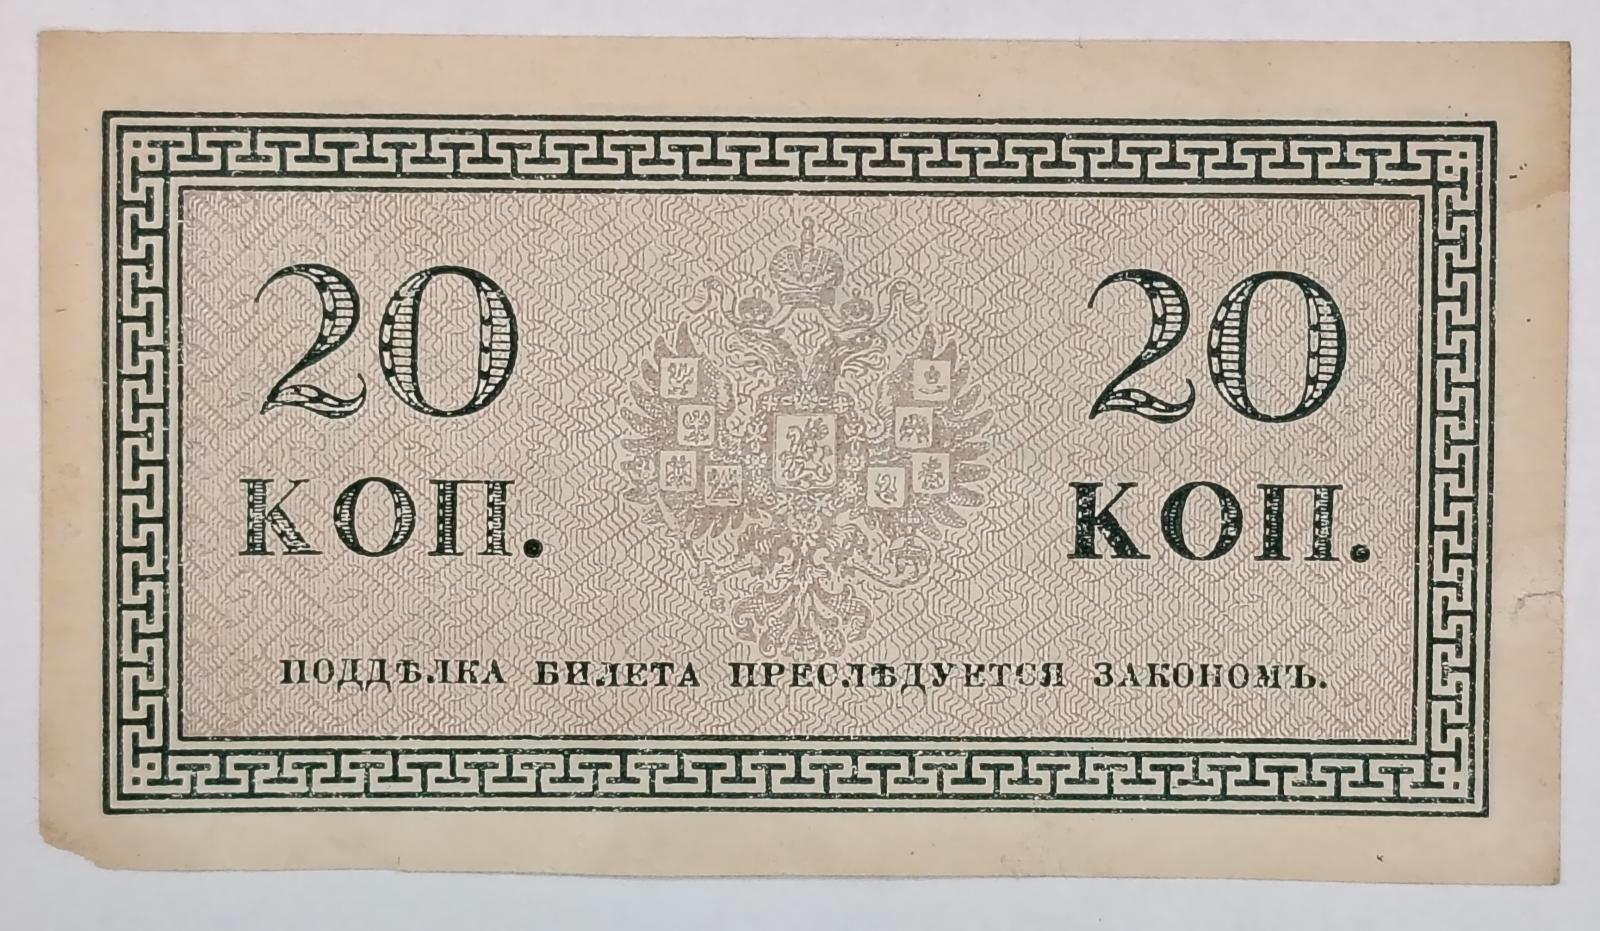 20 20
КОП. КОП.
ПОДДѢЛКА БИЛЕТА ПРЕСЛѢДУЕТСЯ ЗАКОНОМЪ.